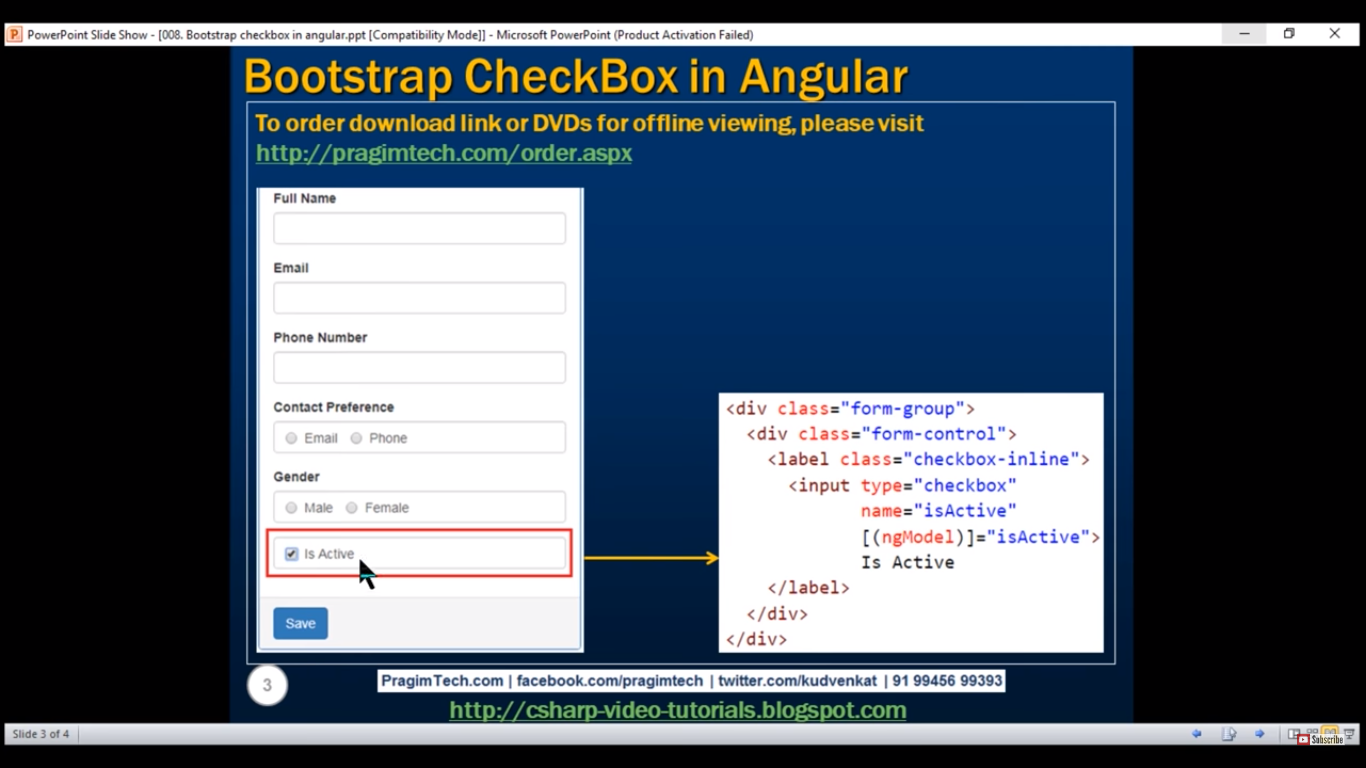 PowerPoint Slide Show - [008. Bootstrap checkbox in angular.ppt [Compatibility Mode]] - Microsoft PowerPoint (Product Activation Failed)
Bootstrap CheckBox in Angular
To order download link or DVDs for offline viewing, please visit
http://pragimtech.com/order.aspx
Full Name
Email
Phone Number
Contact Preference
Email Phone
Gender
Male Female
Is Active
Save
<div class="form-group">
<div class="form-control">
<label class="checkbox-inline">
<input type="checkbox"
name="isActive"
[(ngModel)]="isActive">
Is Active
</label>
</div>
</div>
3
PragimTech.com | facebook.com/pragimtech | twitter.com/kudvenkat | 91 99456 99393
http://csharp-video-tutorials.blogspot.com
Slide 3 of 4
Subscribe